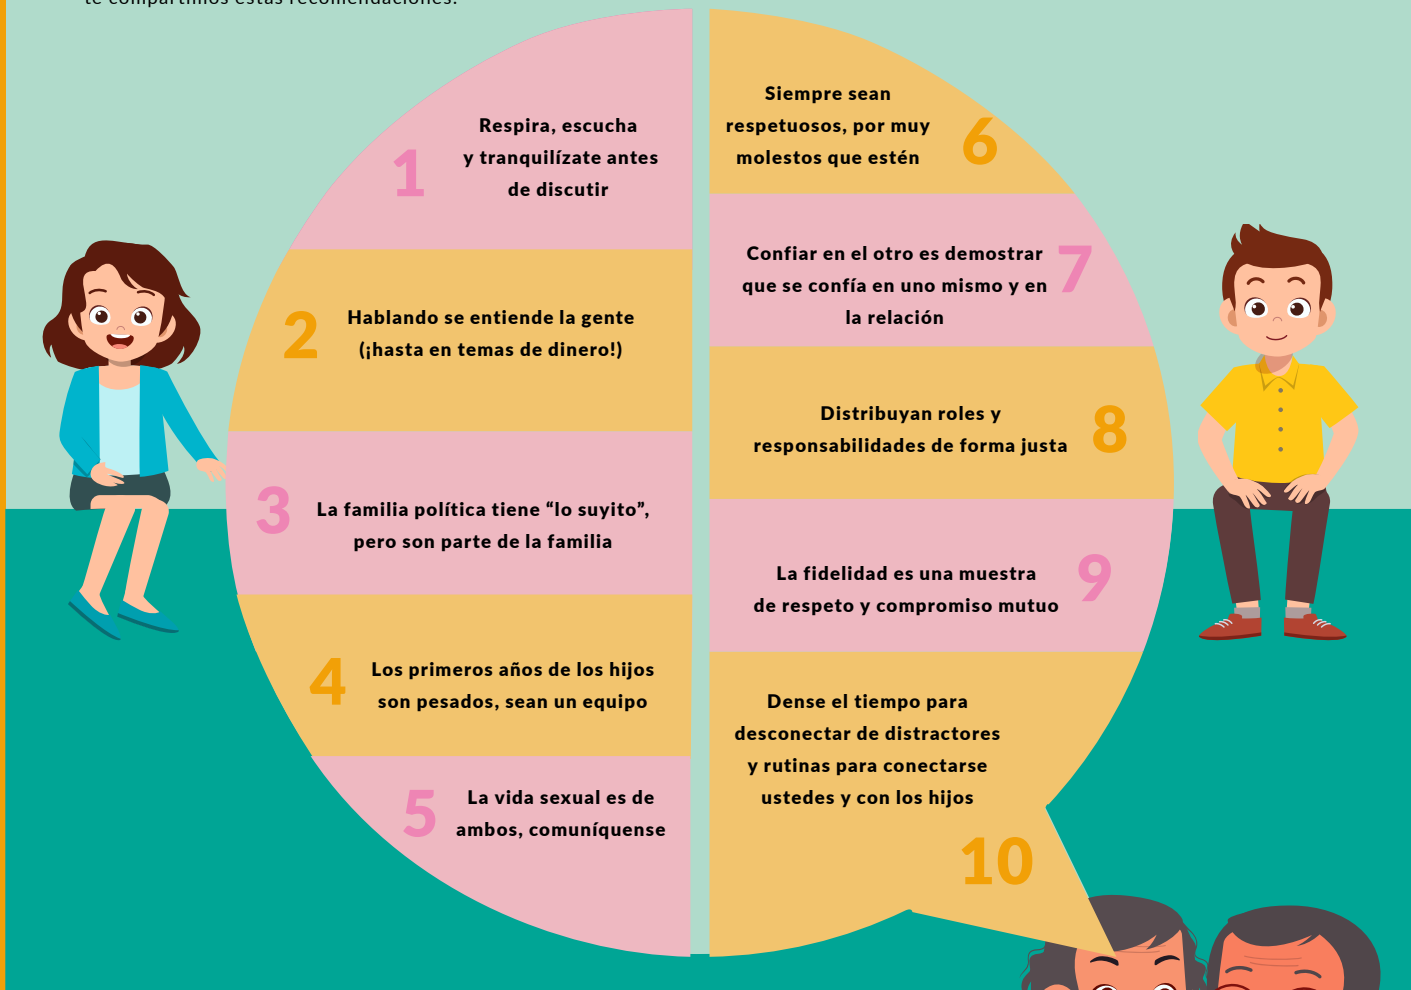 te compartimos estas recomendaciones:
1
Respira, escucha
y tranquilízate antes
de discutir
2
Hablando se entiende la gente
(¡hasta en temas de dinero!)
3
La familia política tiene “lo suyito”,
pero son parte de la familia
4
Los primeros años de los hijos
son pesados, sean un equipo
5
La vida sexual es de
ambos, comuníquense
Siempre sean
respetuosos, por muy
molestos que estén
6
Confiar en el otro es demostrar
que se confía en uno mismo y en
la relación
7
Distribuyan roles y
responsabilidades de forma justa
8
La fidelidad es una muestra
de respeto y compromiso mutuo
9
Dense el tiempo para
desconectar de distractores
y rutinas para conectarse
ustedes y con los hijos
10